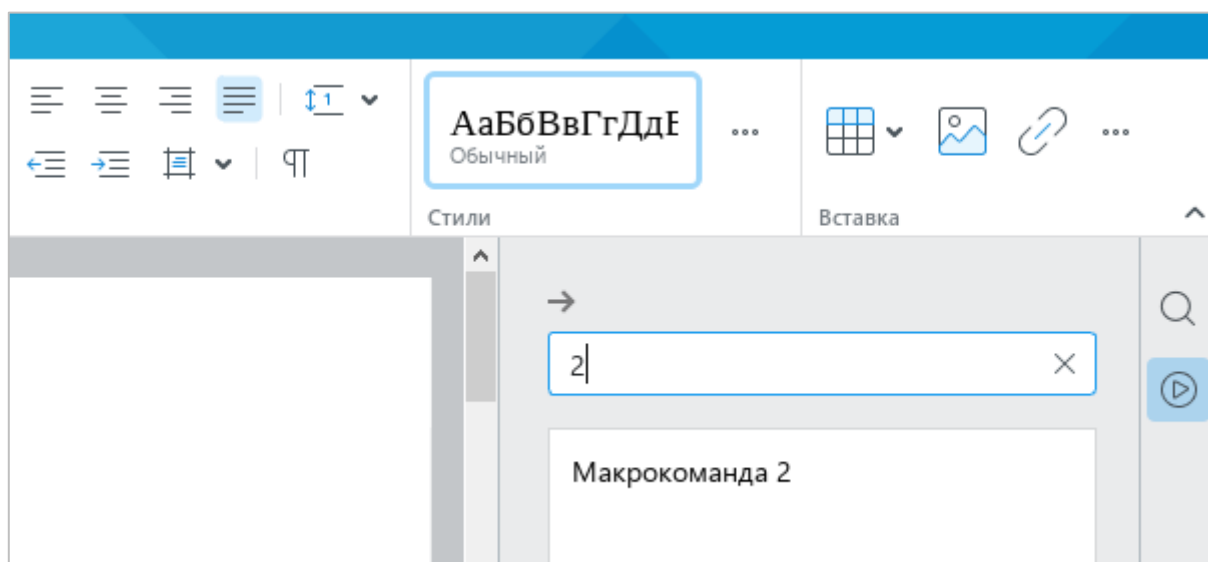 АаБбВвГгДдЕ
Обычный
Стили
Вставка
2
Макрокоманда 2